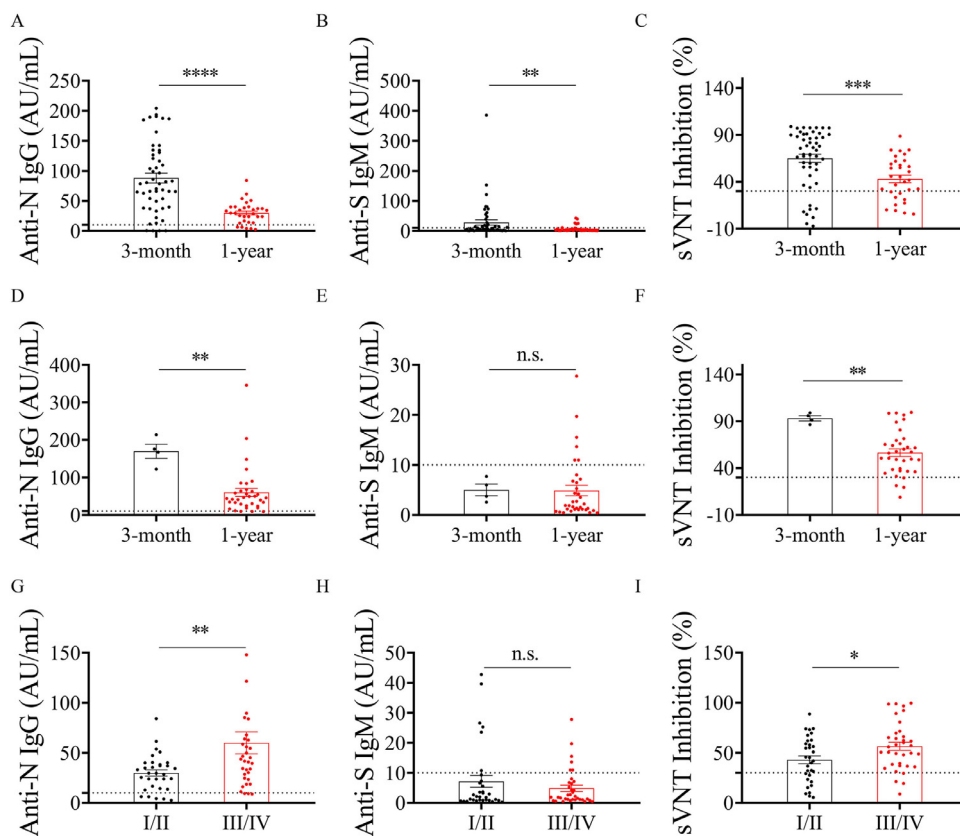 A
B
C
Anti-N IgG (AU/mL)
250
200
150
100
50
0
****
3-month
1-year
Anti-S IgM (AU/mL)
500
400
300
200
100
0
**
3-month
1-year
sVNT Inhibition (%)
140
90
40
-10
***
3-month
1-year
D
E
F
Anti-N IgG (AU/mL)
400
300
200
100
0
**
3-month
1-year
Anti-S IgM (AU/mL)
30
20
10
0
n.s.
3-month
1-year
sVNT Inhibition (%)
140
90
40
-10
**
3-month
1-year
G
H
I
Anti-N IgG (AU/mL)
150
100
50
0
**
I/II
III/IV
Anti-S IgM (AU/mL)
50
40
30
20
10
0
n.s.
I/II
III/IV
sVNT Inhibition (%)
150
100
50
0
*
I/II
III/IV